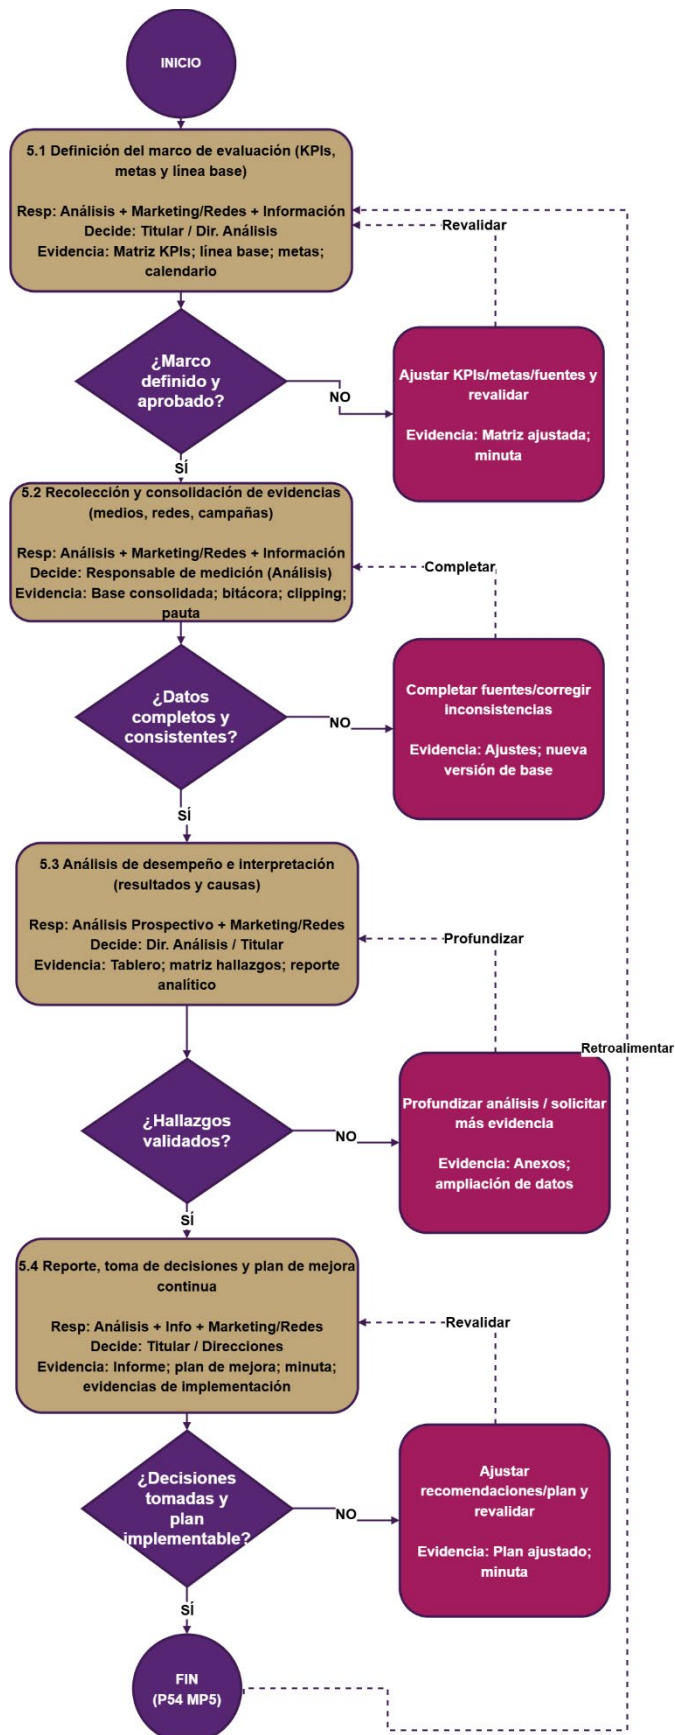 INICIO
5.1 Definición del marco de evaluación (KPIs,
metas y línea base)
Resp: Análisis + Marketing/Redes + Información
Decide: Titular / Dir. Análisis
Evidencia: Matriz KPIs; línea base; metas;
calendario
Revalidar
¿Marco
definido y
aprobado?
NO
Ajustar KPIs/metas/fuentes y
revalidar
Evidencia: Matriz ajustada;
minuta
SÍ
5.2 Recolección y consolidación de evidencias
(medios, redes, campañas)
Resp: Análisis + Marketing/Redes + Información
Decide: Responsable de medición (Análisis)
Evidencia: Base consolidada; bitácora; clipping;
pauta
Completar
¿Datos
completos y
consistentes?
NO
Completar fuentes/corregir
inconsistencias
Evidencia: Ajustes; nueva
versión de base
SÍ
5.3 Análisis de desempeño e interpretación
(resultados y causas)
Resp: Análisis Prospectivo + Marketing/Redes
Decide: Dir. Análisis / Titular
Evidencia: Tablero; matriz hallazgos; reporte
analítico
Profundizar
Retroalimentar
¿Hallazgos
validados?
NO
Profundizar análisis / solicitar
más evidencia
Evidencia: Anexos;
ampliación de datos
SÍ
5.4 Reporte, toma de decisiones y plan de mejora
continua
Resp: Análisis + Info + Marketing/Redes
Decide: Titular / Direcciones
Evidencia: Informe; plan de mejora; minuta;
evidencias de implementación
Revalidar
¿Decisiones
tomadas y
plan
implementable?
NO
Ajustar
recomendaciones/plan y
revalidar
Evidencia: Plan ajustado;
minuta
SÍ
FIN
(P54 MP5)